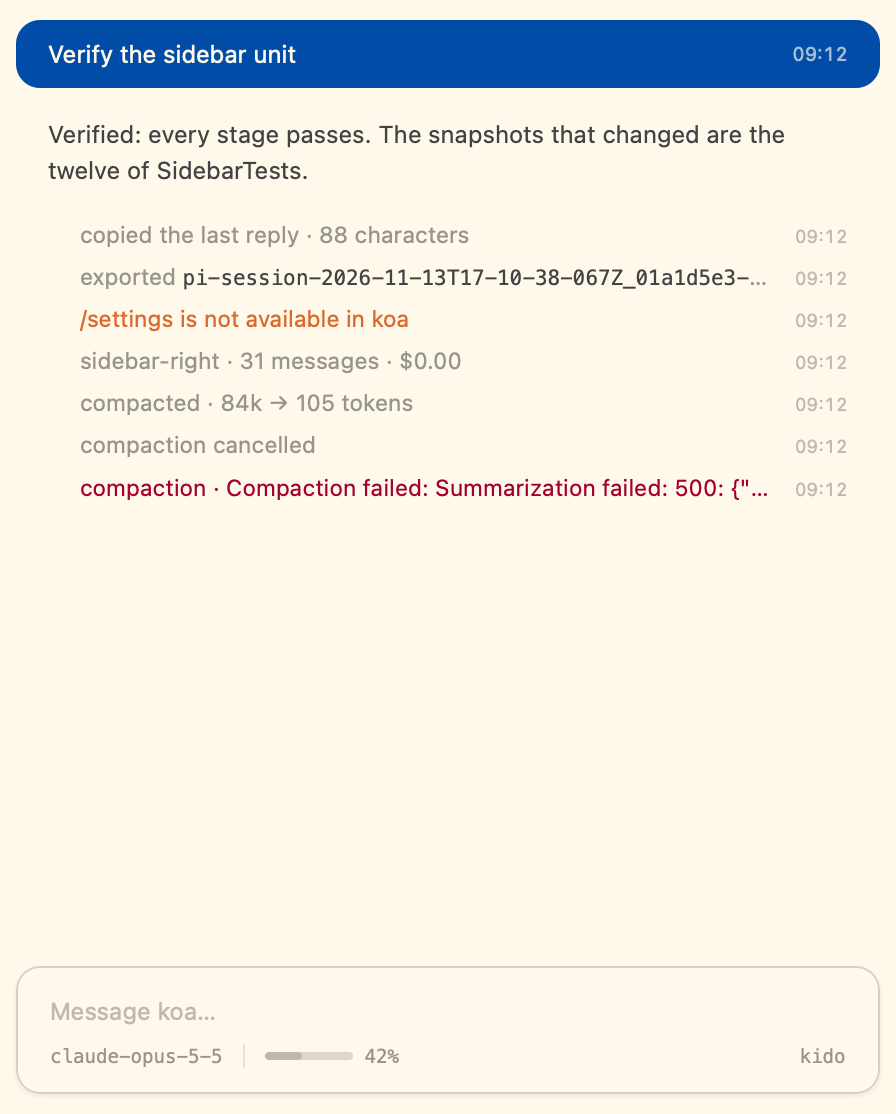 Verify the sidebar unit 09:12
Verified: every stage passes. The snapshots that changed are the
twelve of SidebarTests.
copied the last reply · 88 characters 09:12
exported pi-session-2026-11-13T17-10-38-067Z_01a1d5e3-… 09:12
/settings is not available in koa 09:12
sidebar-right · 31 messages · $0.00 09:12
compacted · 84k → 105 tokens 09:12
compaction cancelled 09:12
compaction · Compaction failed: Summarization failed: 500: {"… 09:12
Message koa…
claude-opus-5-5 42% kido